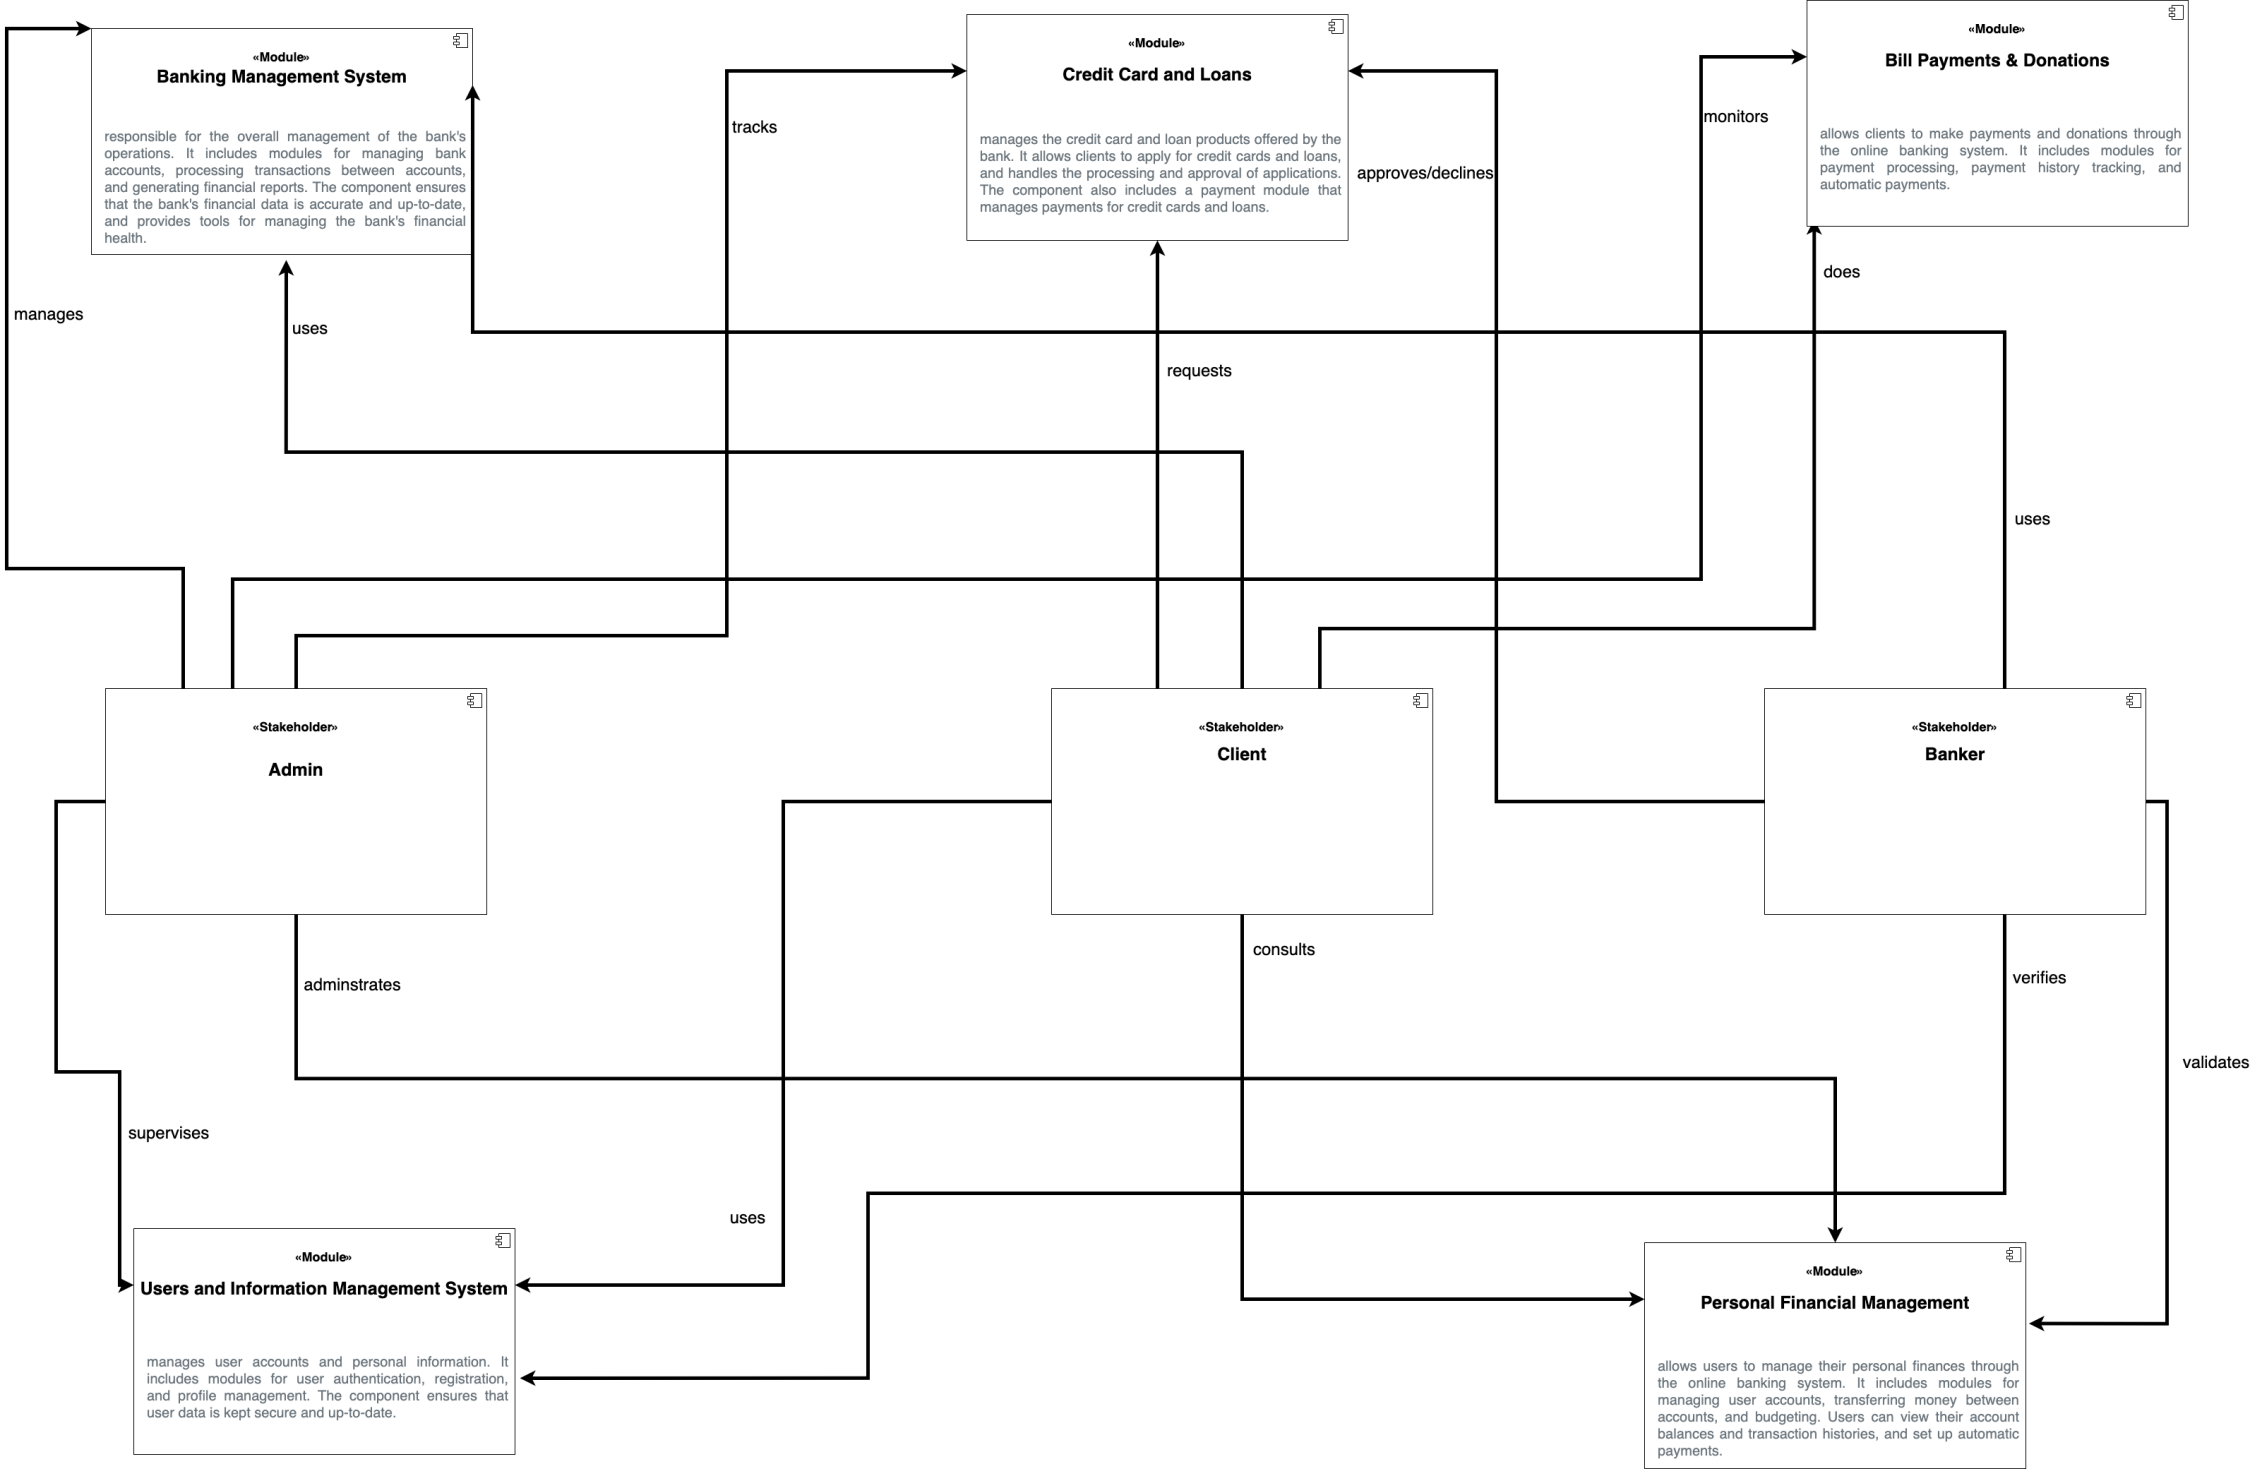 «Module»
Banking Management System
responsible for the overall management of the bank's
operations. It includes modules for managing bank
accounts, processing transactions between accounts,
and generating financial reports. The component ensures
that the bank's financial data is accurate and up-to-date,
and provides tools for managing the bank's financial
health.
«Module»
Credit Card and Loans
manages the credit card and loan products offered by the
bank. It allows clients to apply for credit cards and loans,
and handles the processing and approval of applications.
The component also includes a payment module that
manages payments for credit cards and loans.
«Module»
Bill Payments & Donations
allows clients to make payments and donations through
the online banking system. It includes modules for
payment processing, payment history tracking, and
automatic payments.
tracks
approves/declines
monitors
does
manages
uses
requests
uses
«Stakeholder»
Admin
«Stakeholder»
Client
«Stakeholder»
Banker
adminstrates
consults
verifies
validates
supervises
uses
«Module»
Users and Information Management System
manages user accounts and personal information. It
includes modules for user authentication, registration,
and profile management. The component ensures that
user data is kept secure and up-to-date.
«Module»
Personal Financial Management
allows users to manage their personal finances through
the online banking system. It includes modules for
managing user accounts, transferring money between
accounts, and budgeting. Users can view their account
balances and transaction histories, and set up automatic
payments.